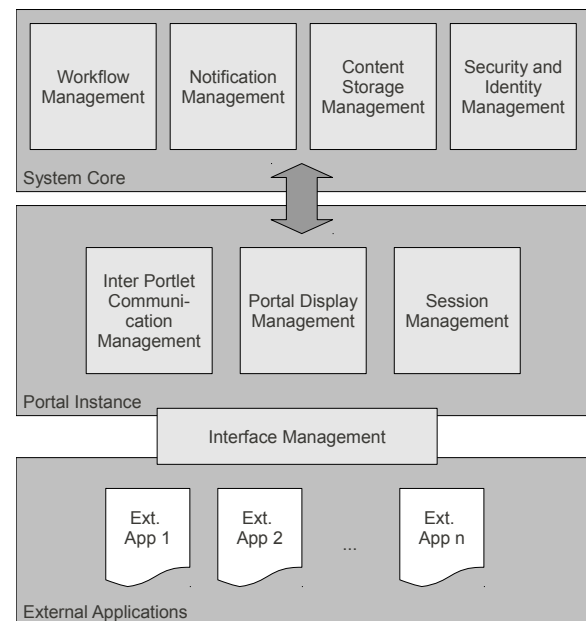 Workflow
Management
Notification
Management
Content
Storage
Management
Security and
Identity
Management
System Core
Inter Portlet
Communi-
cation
Management
Portal Display
Management
Session
Management
Portal Instance
Interface Management
Ext.
App 1
Ext.
App 2
...
Ext.
App n
External Applications